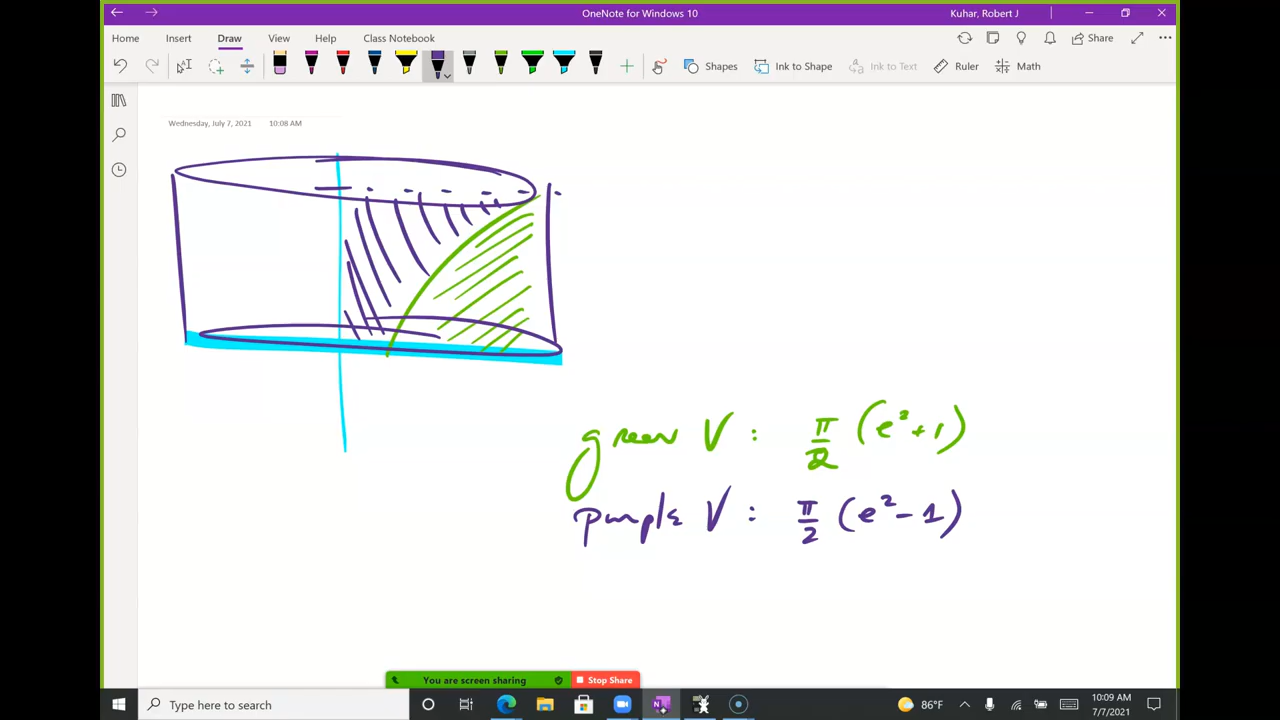 OneNote for Windows 10
Kuhar, Robert J
Home Insert Draw View Help Class Notebook
Share
Shapes Ink to Shape Ink to Text Ruler Math
Wednesday, July 7, 2021 10:08 AM
green V : π/2 (e²+1)
purple V : π/2 (e²-1)
You are screen sharing Stop Share
Type here to search
86°F
10:09 AM
7/7/2021